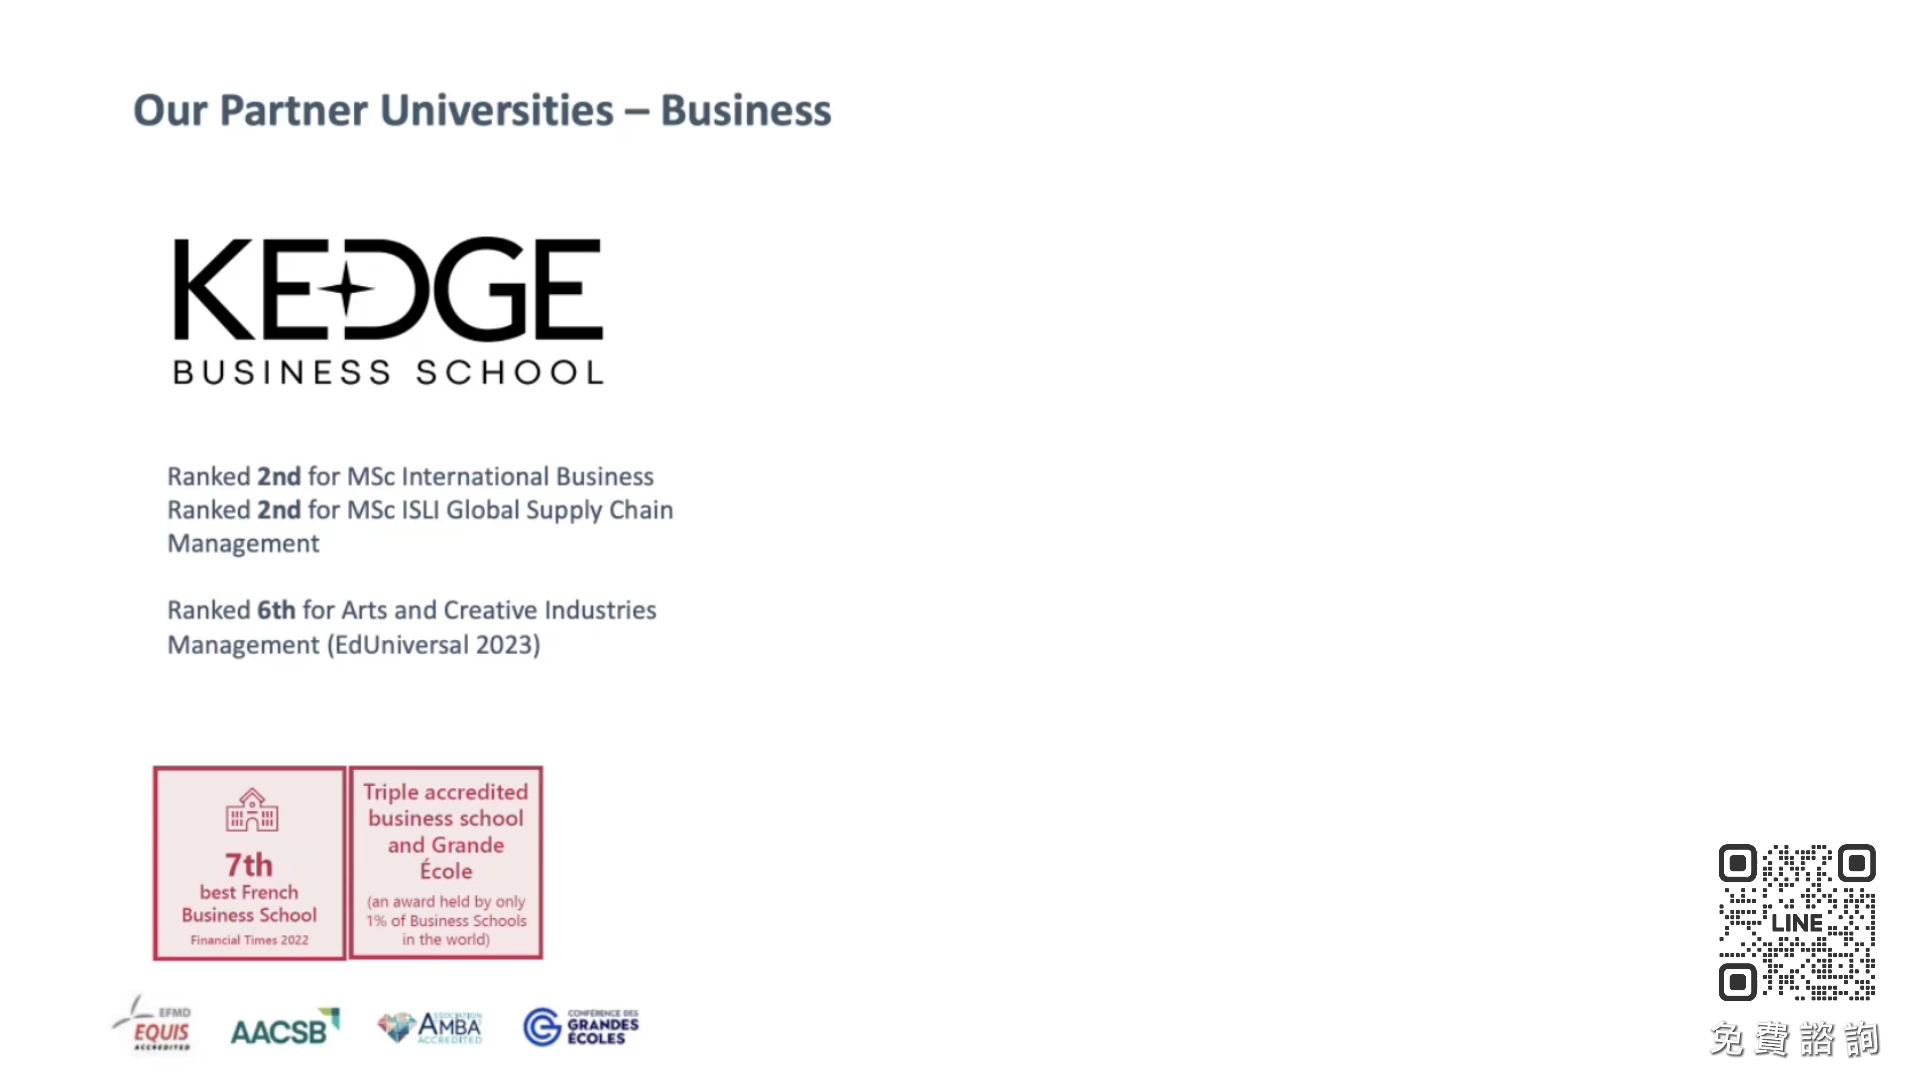 Our Partner Universities – Business
KEDGE
BUSINESS SCHOOL
Ranked 2nd for MSc International Business
Ranked 2nd for MSc ISLI Global Supply Chain
Management
Ranked 6th for Arts and Creative Industries
Management (EdUniversal 2023)
7th
best French
Business School
Financial Times 2022
Triple accredited
business school
and Grande
École
(an award held by only
1% of Business Schools
in the world)
EFMD
EQUIS
ACCREDITED
AACSB
ASSOCIATION
AMBA
ACCREDITED
CONFÉRENCE DES
GRANDES
ÉCOLES
LINE
免費諮詢